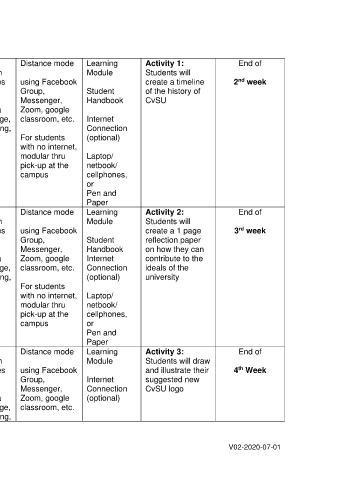 Distance mode
using Facebook
Group,
Messenger,
Zoom, google
classroom, etc.
For students
with no internet,
modular thru
pick-up at the
campus
Learning
Module
Student
Handbook
Internet
Connection
(optional)
Laptop/
netbook/
cellphones,
or
Pen and
Paper
Activity 1:
Students will
create a timeline
of the history of
CvSU
End of
2nd week
Distance mode
using Facebook
Group,
Messenger,
Zoom, google
classroom, etc.
For students
with no internet,
modular thru
pick-up at the
campus
Learning
Module
Student
Handbook
Internet
Connection
(optional)
Laptop/
netbook/
cellphones,
or
Pen and
Paper
Activity 2:
Students will
create a 1 page
reflection paper
on how they can
contribute to the
ideals of the
university
End of
3rd week
Distance mode
using Facebook
Group,
Messenger,
Zoom, google
classroom, etc.
Learning
Module
Internet
Connection
(optional)
Activity 3:
Students will draw
and illustrate their
suggested new
CvSU logo
End of
4th Week
V02-2020-07-01